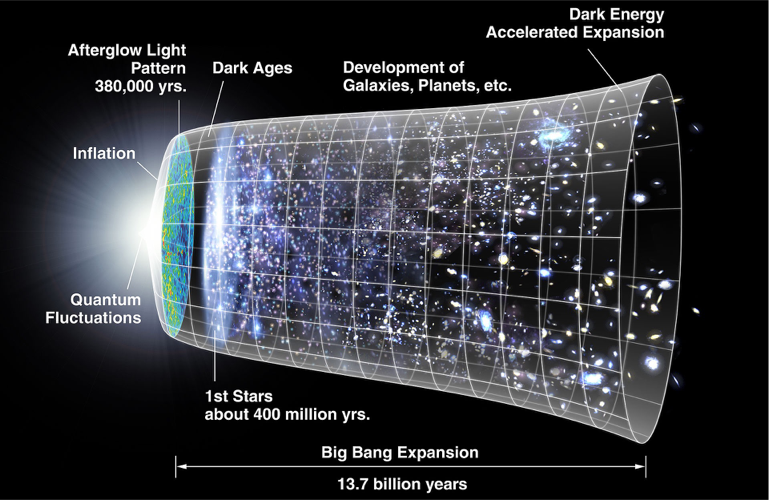 Dark Energy
Accelerated Expansion
Afterglow Light
Pattern
380,000 yrs.
Dark Ages
Development of
Galaxies, Planets, etc.
Inflation
Quantum
Fluctuations
1st Stars
about 400 million yrs.
Big Bang Expansion
13.7 billion years